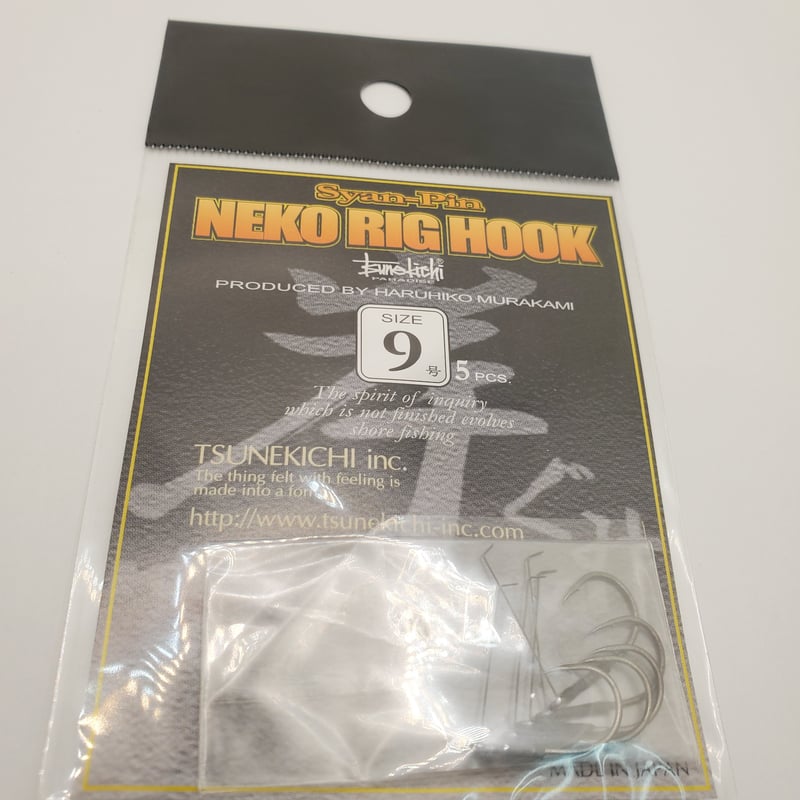 Syan-Pin
NEKO RIG HOOK
tsunekichi®
PARADISE
PRODUCED BY HARUHIKO MURAKAMI
SIZE
9号
5 PCS.
The spirit of inquiry
which is not finished evolves
shore fishing
TSUNEKICHI inc.
The thing felt with feeling is
made into a form
http://www.tsunekichi-inc.com
MADE IN JAPAN